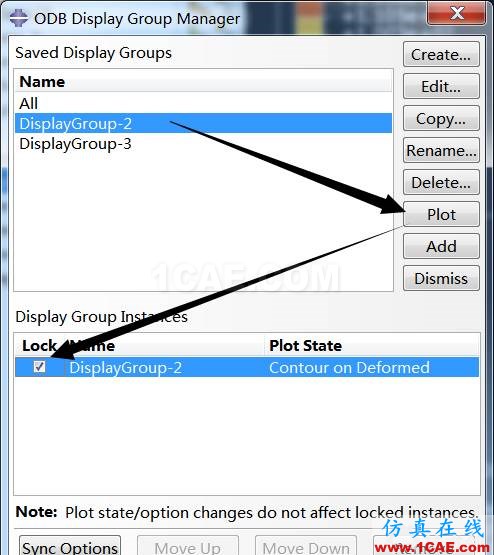 ODB Display Group Manager
Saved Display Groups
Create...
Name
Edit...
All
DisplayGroup-2
Copy...
DisplayGroup-3
Rename...
Delete...
Plot
Add
1CAE.COM
Dismiss
Display Group Instances
Lock Name Plot State
DisplayGroup-2 Contour on Deformed
Note: Plot state/option changes do not affect locked instances.
仿真在线
Sync Options Move Up Move Down
www.1CAE.com